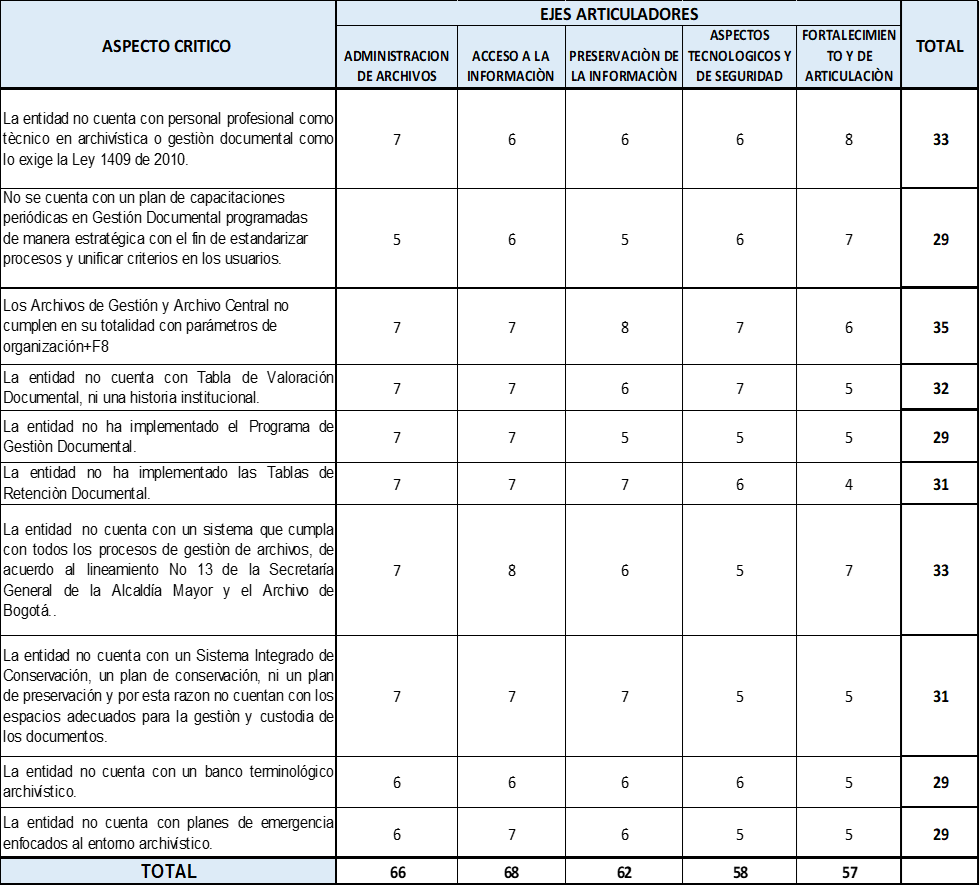 ASPECTO CRITICO
EJES ARTICULADORES
TOTAL
ADMINISTRACION
DE ARCHIVOS
ACCESO A LA
INFORMACIÒN
PRESERVACIÒN DE
LA INFORMACIÒN
ASPECTOS
TECNOLOGICOS Y
DE SEGURIDAD
FORTALECIMIEN
TO Y DE
ARTICULACIÒN
La entidad no cuenta con personal profesional como
tècnico en archivística o gestiòn documental como
lo exige la Ley 1409 de 2010.
7 6 6 6 8 33
No se cuenta con un plan de capacitaciones
periódicas en Gestión Documental programadas
de manera estratégica con el fin de estandarizar
procesos y unificar criterios en los usuarios.
5 6 5 6 7 29
Los Archivos de Gestión y Archivo Central no
cumplen en su totalidad con parámetros de
organización+F8
7 7 8 7 6 35
La entidad no cuenta con Tabla de Valoración
Documental, ni una historia institucional.
7 7 6 7 5 32
La entidad no ha implementado el Programa de
Gestiòn Documental.
7 7 5 5 5 29
La entidad no ha implementado las Tablas de
Retenciòn Documental.
7 7 7 6 4 31
La entidad no cuenta con un sistema que cumpla
con todos los procesos de gestiòn de archivos, de
acuerdo al lineamiento No 13 de la Secretaría
General de la Alcaldía Mayor y el Archivo de
Bogotá..
7 8 6 5 7 33
La entidad no cuenta con un Sistema Integrado de
Conservación, un plan de conservación, ni un plan
de preservación y por esta razon no cuentan con los
espacios adecuados para la gestiòn y custodia de
los documentos.
7 7 7 5 5 31
La entidad no cuenta con un banco terminológico
archivístico.
6 6 6 6 5 29
La entidad no cuenta con planes de emergencia
enfocados al entorno archivístico.
6 7 6 5 5 29
TOTAL 66 68 62 58 57